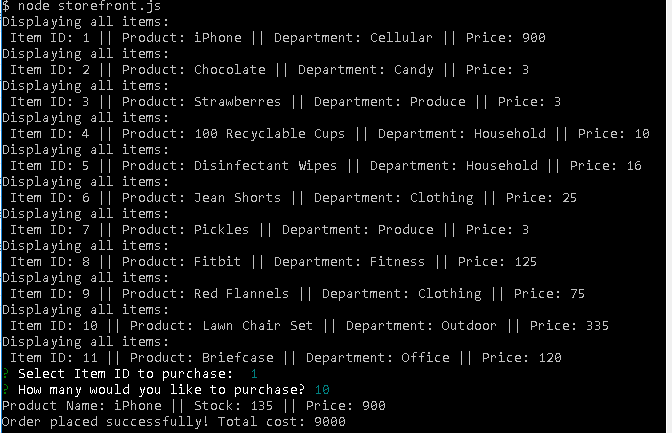 $ node storefront.js
Displaying all items:
Item ID: 1 || Product: iPhone || Department: Cellular || Price: 900
Displaying all items:
Item ID: 2 || Product: Chocolate || Department: Candy || Price: 3
Displaying all items:
Item ID: 3 || Product: Strawberres || Department: Produce || Price: 3
Displaying all items:
Item ID: 4 || Product: 100 Recyclable Cups || Department: Household || Price: 10
Displaying all items:
Item ID: 5 || Product: Disinfectant Wipes || Department: Household || Price: 16
Displaying all items:
Item ID: 6 || Product: Jean Shorts || Department: Clothing || Price: 25
Displaying all items:
Item ID: 7 || Product: Pickles || Department: Produce || Price: 3
Displaying all items:
Item ID: 8 || Product: Fitbit || Department: Fitness || Price: 125
Displaying all items:
Item ID: 9 || Product: Red Flannels || Department: Clothing || Price: 75
Displaying all items:
Item ID: 10 || Product: Lawn Chair Set || Department: Outdoor || Price: 335
Displaying all items:
Item ID: 11 || Product: Briefcase || Department: Office || Price: 120
? Select Item ID to purchase:  1
? How many would you like to purchase? 10
Product Name: iPhone || Stock: 135 || Price: 900
Order placed successfully! Total cost: 9000